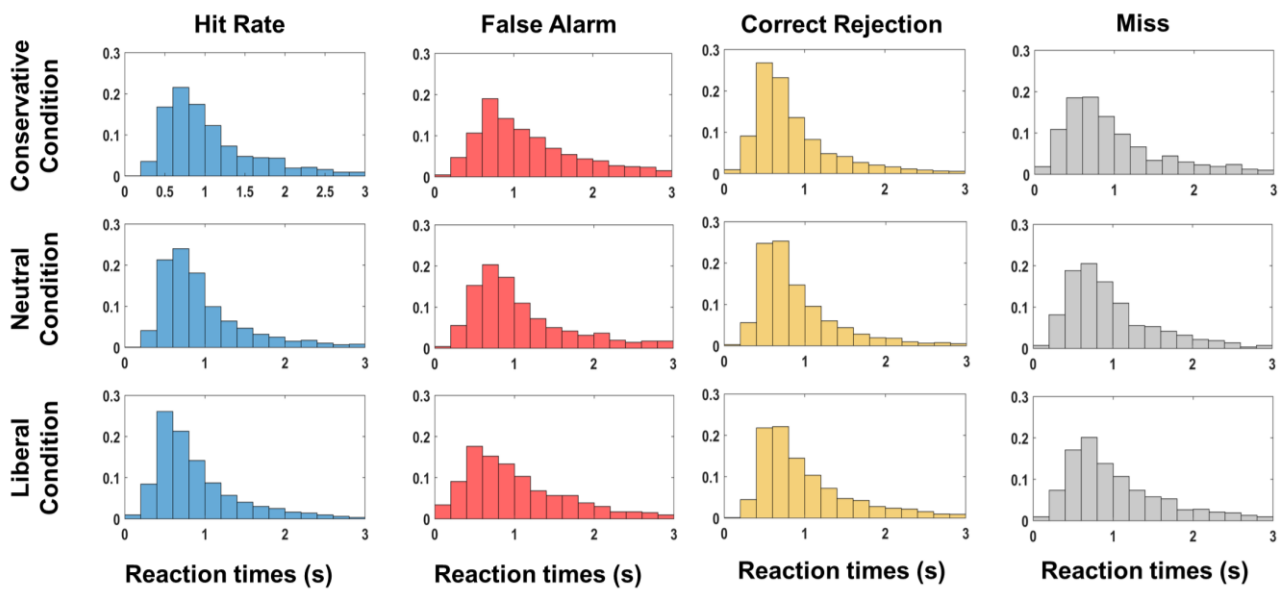 Hit Rate False Alarm Correct Rejection Miss
Conservative
Condition
0.3 0.3 0.3 0.3
0.2 0.2 0.2 0.2
0.1 0.1 0.1 0.1
0 0 0 0
0 0.5 1 1.5 2 2.5 3 0 1 2 3 0 1 2 3 0 1 2 3
Neutral
Condition
0.3 0.3 0.3 0.3
0.2 0.2 0.2 0.2
0.1 0.1 0.1 0.1
0 0 0 0
0 1 2 3 0 1 2 3 0 1 2 3 0 1 2 3
Liberal
Condition
0.3 0.3 0.3 0.3
0.2 0.2 0.2 0.2
0.1 0.1 0.1 0.1
0 0 0 0
0 1 2 3 0 1 2 3 0 1 2 3 0 1 2 3
Reaction times (s) Reaction times (s) Reaction times (s) Reaction times (s)